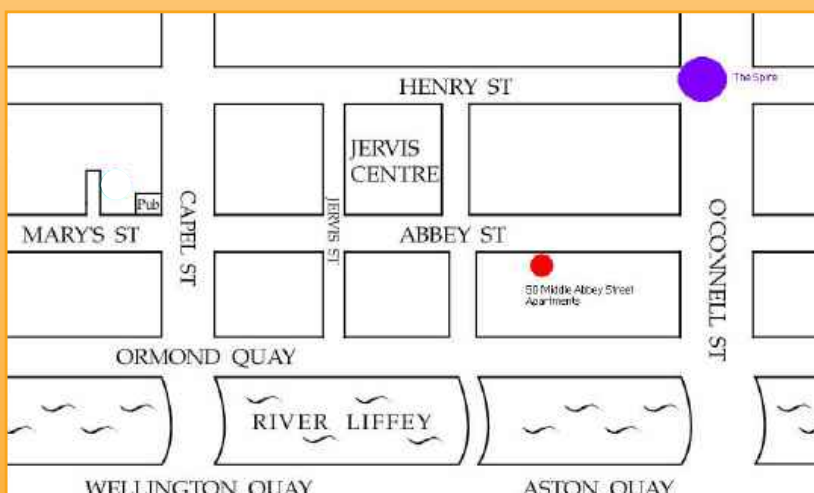 HENRY ST
The Spire
JERVIS
CENTRE
Pub
CAPEL ST
JERVIS ST
O'CONNELL ST
MARY'S ST
ABBEY ST
50 Middle Abbey Street
Apartments
ORMOND QUAY
RIVER LIFFEY
WELLINGTON QUAY
ASTON QUAY